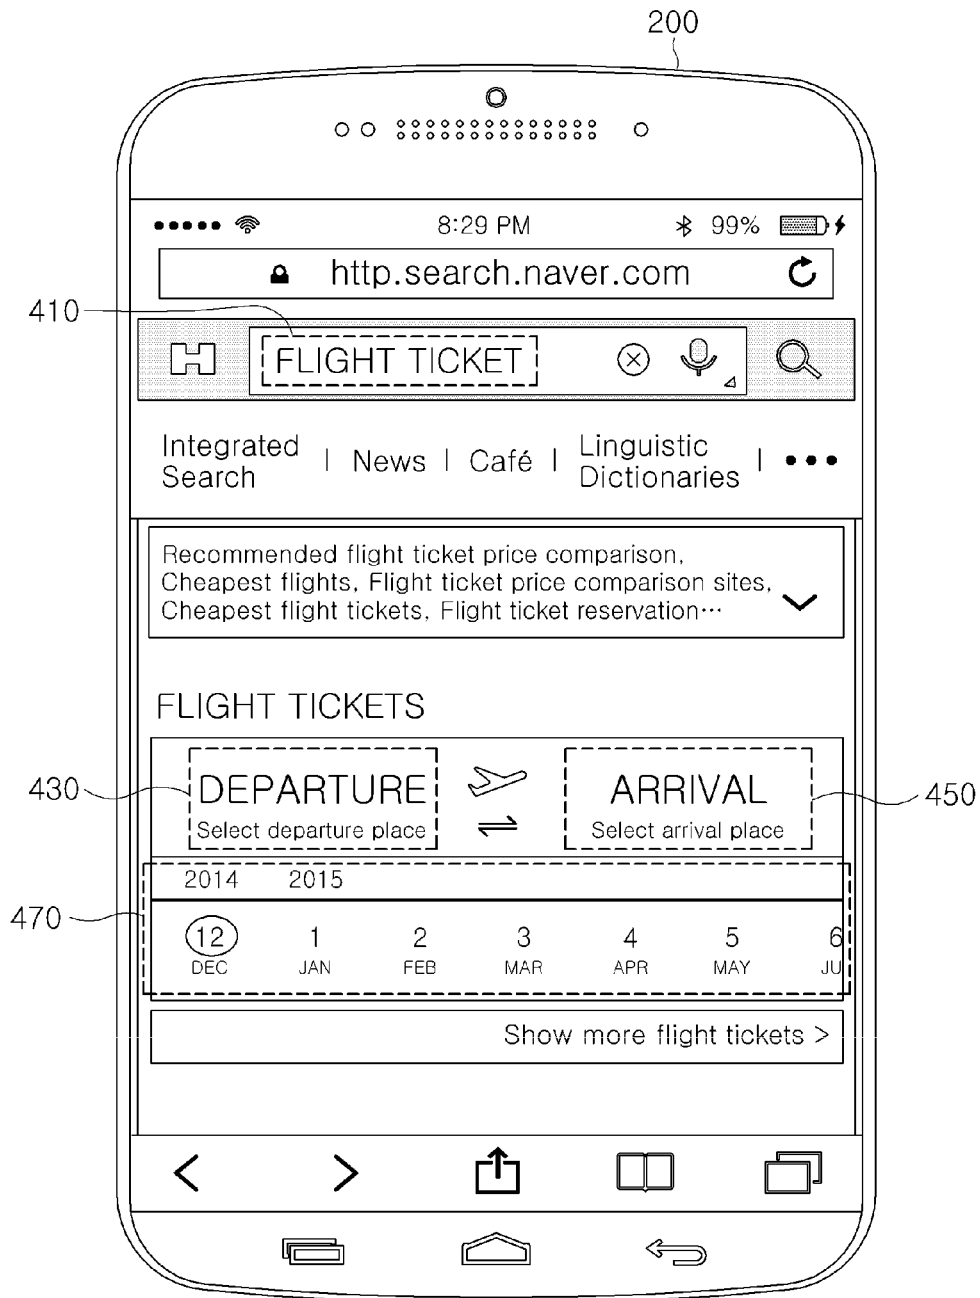 200
8:29 PM 99%
http.search.naver.com
410
FLIGHT TICKET
Integrated Search | News | Café | Linguistic Dictionaries | •••
Recommended flight ticket price comparison,
Cheapest flights, Flight ticket price comparison sites,
Cheapest flight tickets, Flight ticket reservation…
FLIGHT TICKETS
430
DEPARTURE
Select departure place
ARRIVAL
Select arrival place
450
470
2014 2015
12 1 2 3 4 5 6
DEC JAN FEB MAR APR MAY JU
Show more flight tickets >